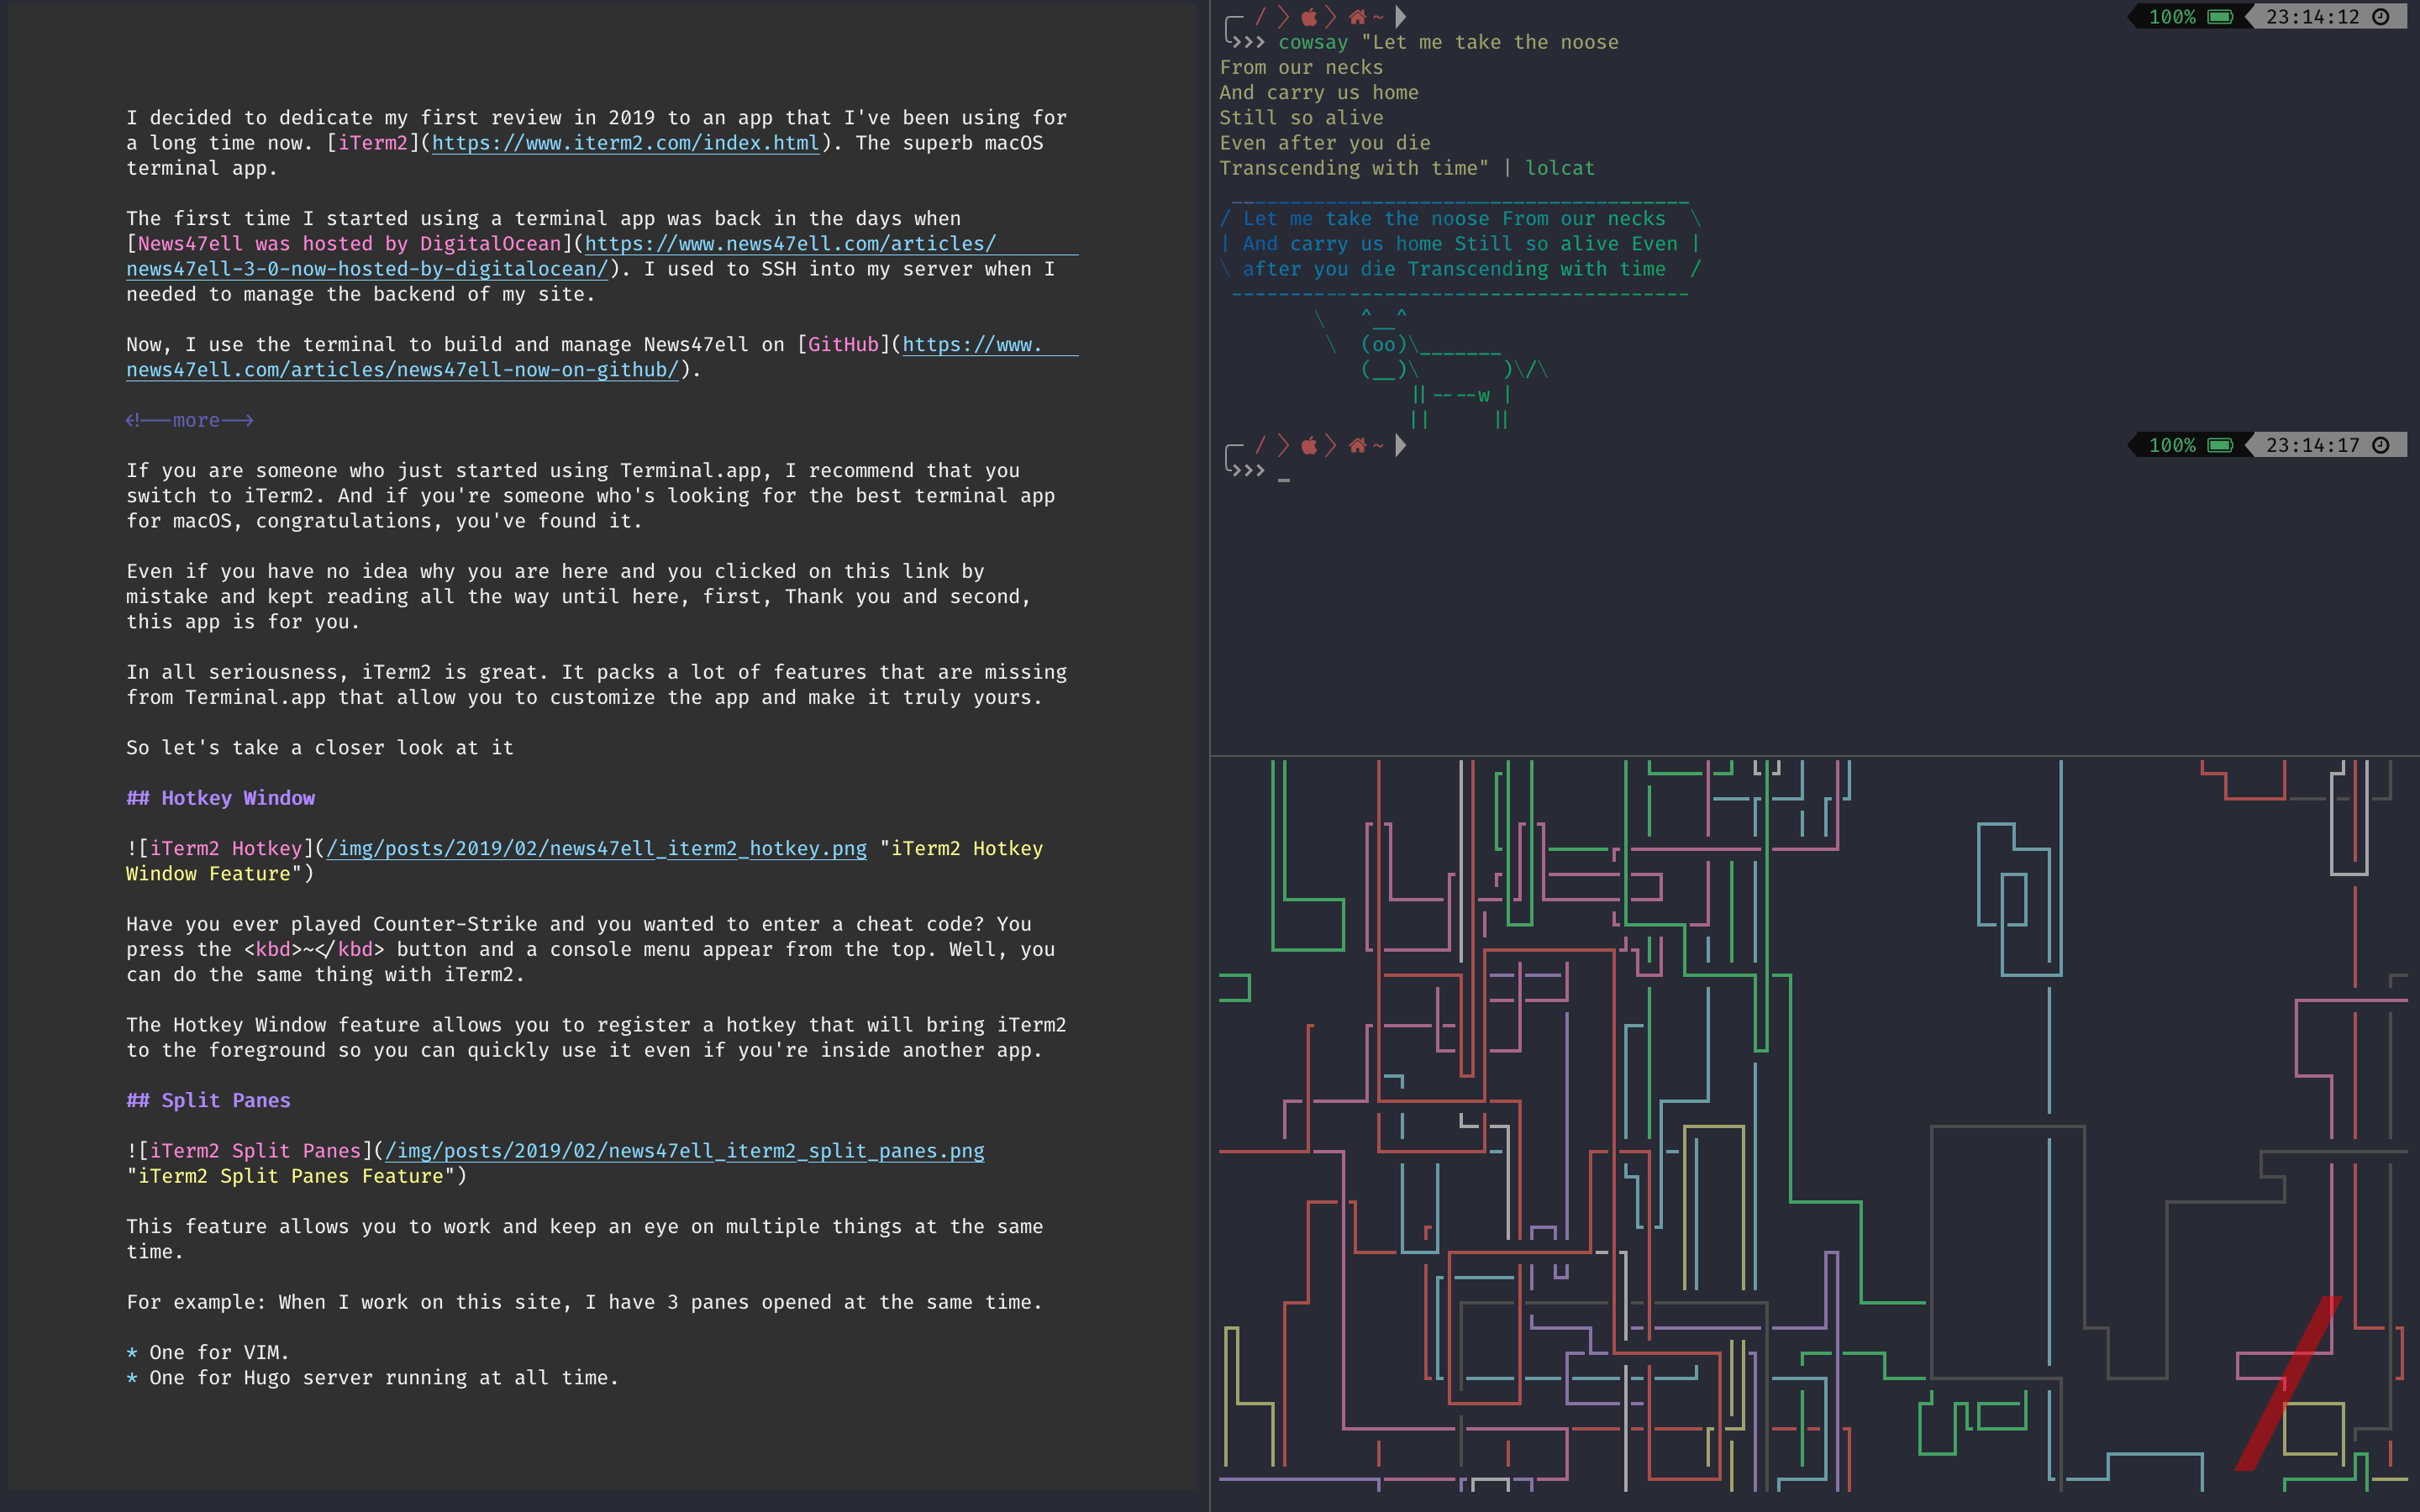 I decided to dedicate my first review in 2019 to an app that I've been using for
a long time now. [iTerm2](https://www.iterm2.com/index.html). The superb macOS
terminal app.
The first time I started using a terminal app was back in the days when
[News47ell was hosted by DigitalOcean](https://www.news47ell.com/articles/
news47ell-3-0-now-hosted-by-digitalocean/). I used to SSH into my server when I
needed to manage the backend of my site.
Now, I use the terminal to build and manage News47ell on [GitHub](https://www.
news47ell.com/articles/news47ell-now-on-github/).
<!--more-->
If you are someone who just started using Terminal.app, I recommend that you
switch to iTerm2. And if you're someone who's looking for the best terminal app
for macOS, congratulations, you've found it.
Even if you have no idea why you are here and you clicked on this link by
mistake and kept reading all the way until here, first, Thank you and second,
this app is for you.
In all seriousness, iTerm2 is great. It packs a lot of features that are missing
from Terminal.app that allow you to customize the app and make it truly yours.
So let's take a closer look at it
## Hotkey Window
![iTerm2 Hotkey](/img/posts/2019/02/news47ell_iterm2_hotkey.png "iTerm2 Hotkey
Window Feature")
Have you ever played Counter-Strike and you wanted to enter a cheat code? You
press the <kbd>~</kbd> button and a console menu appear from the top. Well, you
can do the same thing with iTerm2.
The Hotkey Window feature allows you to register a hotkey that will bring iTerm2
to the foreground so you can quickly use it even if you're inside another app.
## Split Panes
![iTerm2 Split Panes](/img/posts/2019/02/news47ell_iterm2_split_panes.png
"iTerm2 Split Panes Feature")
This feature allows you to work and keep an eye on multiple things at the same
time.
For example: When I work on this site, I have 3 panes opened at the same time.
* One for VIM.
* One for Hugo server running at all time.
/ ~ 100% 23:14:12
>>> cowsay "Let me take the noose
From our necks
And carry us home
Still so alive
Even after you die
Transcending with time" | lolcat
 _______________________________________
/ Let me take the noose From our necks  \
| And carry us home Still so alive Even |
\ after you die Transcending with time  /
 ---------------------------------------
        \   ^__^
         \  (oo)\_______
            (__)\       )\/\
                ||----w |
                ||     ||
/ ~ 100% 23:14:17
>>> _